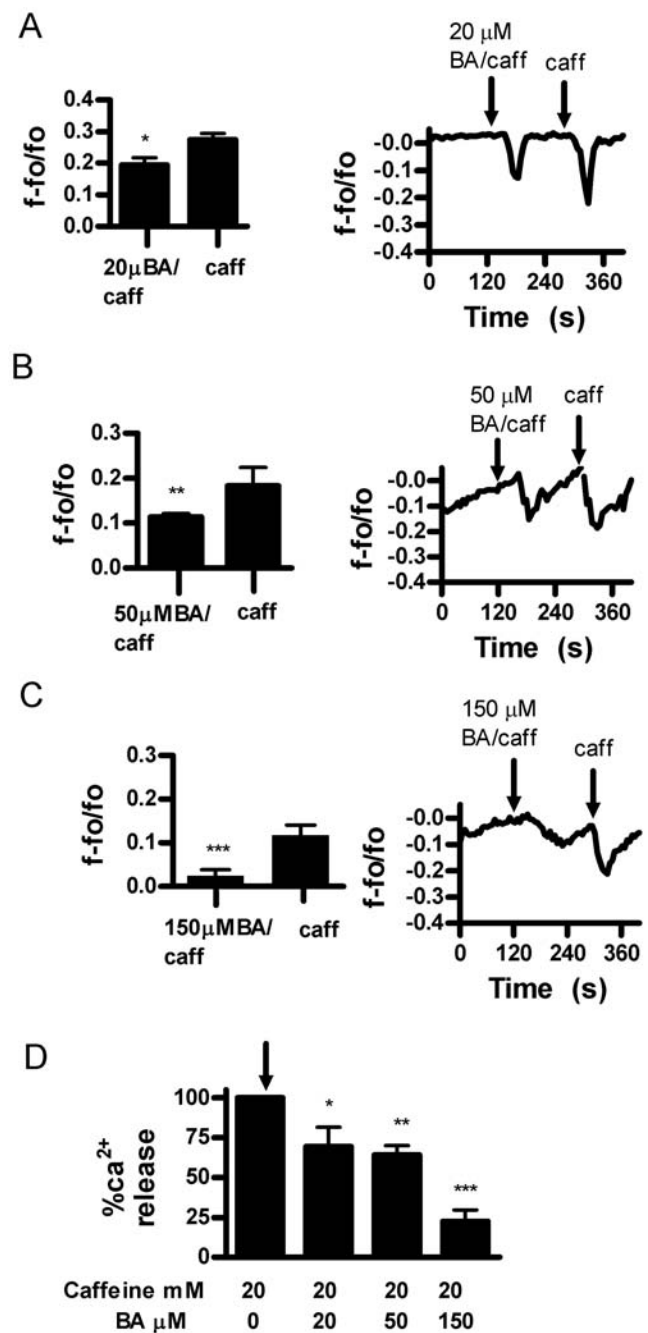 A
f-fo/fo
0.4
0.3
0.2
0.1
0.0
*
20μBA/
caff
caff
20 μM
BA/caff
caff
f-fo/fo
-0.0
-0.1
-0.2
-0.3
-0.4
0 120 240 360
Time (s)
B
f-fo/fo
0.3
0.2
0.1
0.0
**
50μMBA/
caff
caff
50 μM
BA/caff
caff
f-fo/fo
-0.0
-0.1
-0.2
-0.3
-0.4
0 120 240 360
Time (s)
C
f-fo/fo
0.3
0.2
0.1
0.0
***
150μMBA/
caff
caff
150 μM
BA/caff
caff
f-fo/fo
-0.0
-0.1
-0.2
-0.3
-0.4
0 120 240 360
Time (s)
D
%ca²⁺
release
100
75
50
25
0
*
**
***
Caffeine mM 20 20 20 20
BA μM 0 20 50 150